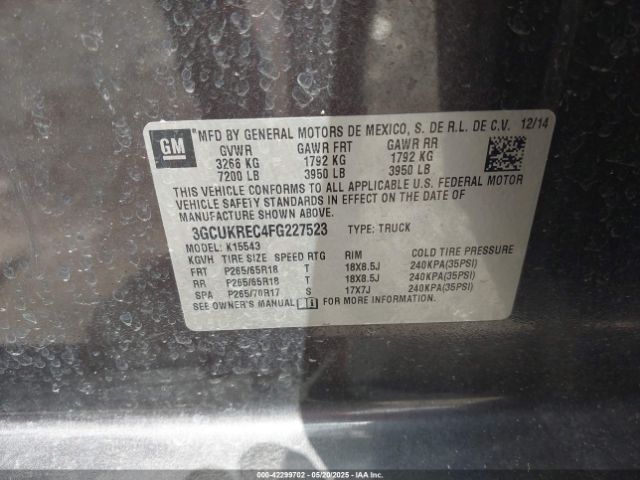 GM
*MFD BY GENERAL MOTORS DE MEXICO, S. DE R.L. DE C.V. 12/14
GVWR GAWR FRT GAWR RR
3266 KG 1792 KG 1792 KG
7200 LB 3950 LB 3950 LB
THIS VEHICLE CONFORMS TO ALL APPLICABLE U.S. FEDERAL MOTOR
VEHICLE SAFETY STANDARDS IN EFFECT ON THE DATE OF
MANUFACTURE SHOWN ABOVE.
3GCUKREC4FG227523 TYPE: TRUCK
MODEL: K15543
KGVH TIRE SIZE SPEED RTG RIM COLD TIRE PRESSURE
FRT P265/65R18 T 18X8.5J 240KPA(35PSI)
RR P265/65R18 T 18X8.5J 240KPA(35PSI)
SPA P265/70R17 S 17X7J 240KPA(35PSI)
SEE OWNER'S MANUAL FOR MORE INFORMATION.
000-42299702 - 05/20/2025 - IAAI.COM